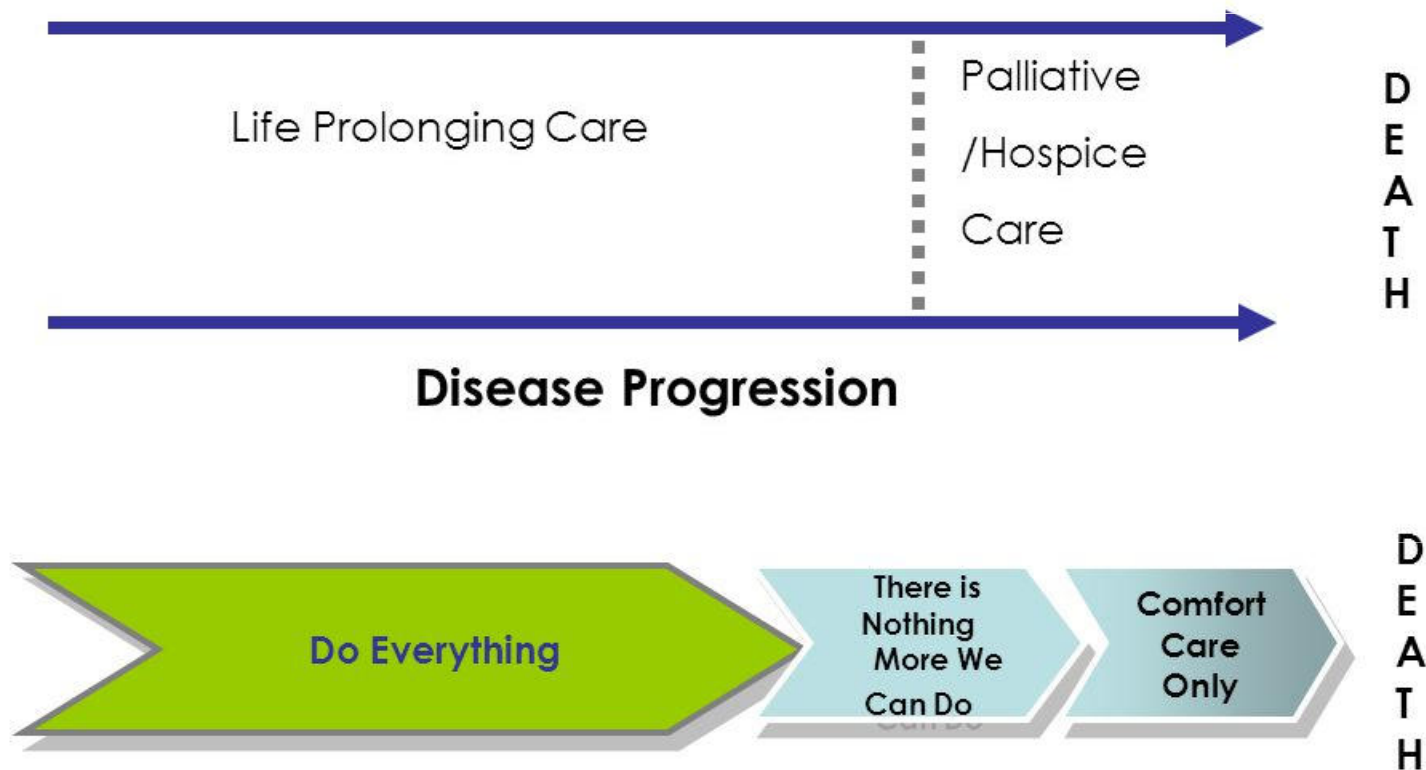 Life Prolonging Care
Palliative
/Hospice
Care
D
E
A
T
H
Disease Progression
Do Everything
There is
Nothing
More We
Can Do
Comfort
Care
Only
D
E
A
T
H